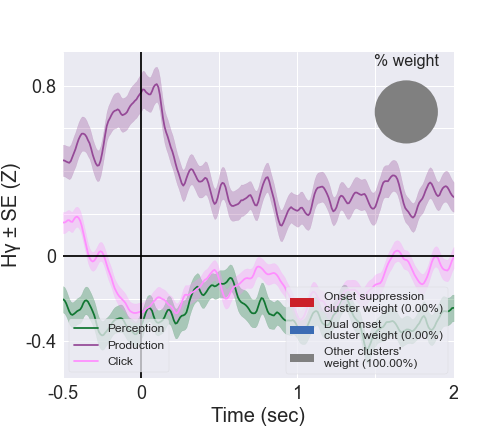 % weight
0.8
0
-0.4
Hγ ± SE (Z)
Onset suppression
cluster weight (0.00%)
Dual onset
cluster weight (0.00%)
Other clusters'
weight (100.00%)
Perception
Production
Click
-0.5
0
1
2
Time (sec)